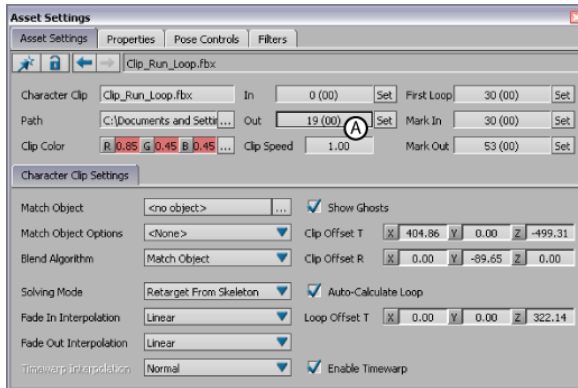 Asset Settings
Asset Settings Properties Pose Controls Filters
Clip_Run_Loop.fbx
Character Clip Clip_Run_Loop.fbx In 0 (00) Set First Loop 30 (00) Set
Path C:\Documents and Settir ... Out 19 (00) A Set Mark In 30 (00) Set
Clip Color R 0.85 G 0.45 B 0.45 ... Clip Speed 1.00 Mark Out 53 (00) Set
Character Clip Settings
Match Object <no object> ... Show Ghosts
Match Object Options <None> Clip Offset T X 404.86 Y 0.00 Z -499.31
Blend Algorithm Match Object Clip Offset R X 0.00 Y -89.65 Z 0.00
Solving Mode Retarget From Skeleton Auto-Calculate Loop
Fade In Interpolation Linear Loop Offset T X 0.00 Y 0.00 Z 322.14
Fade Out Interpolation Linear
Timewarp Interpolation Normal Enable Timewarp